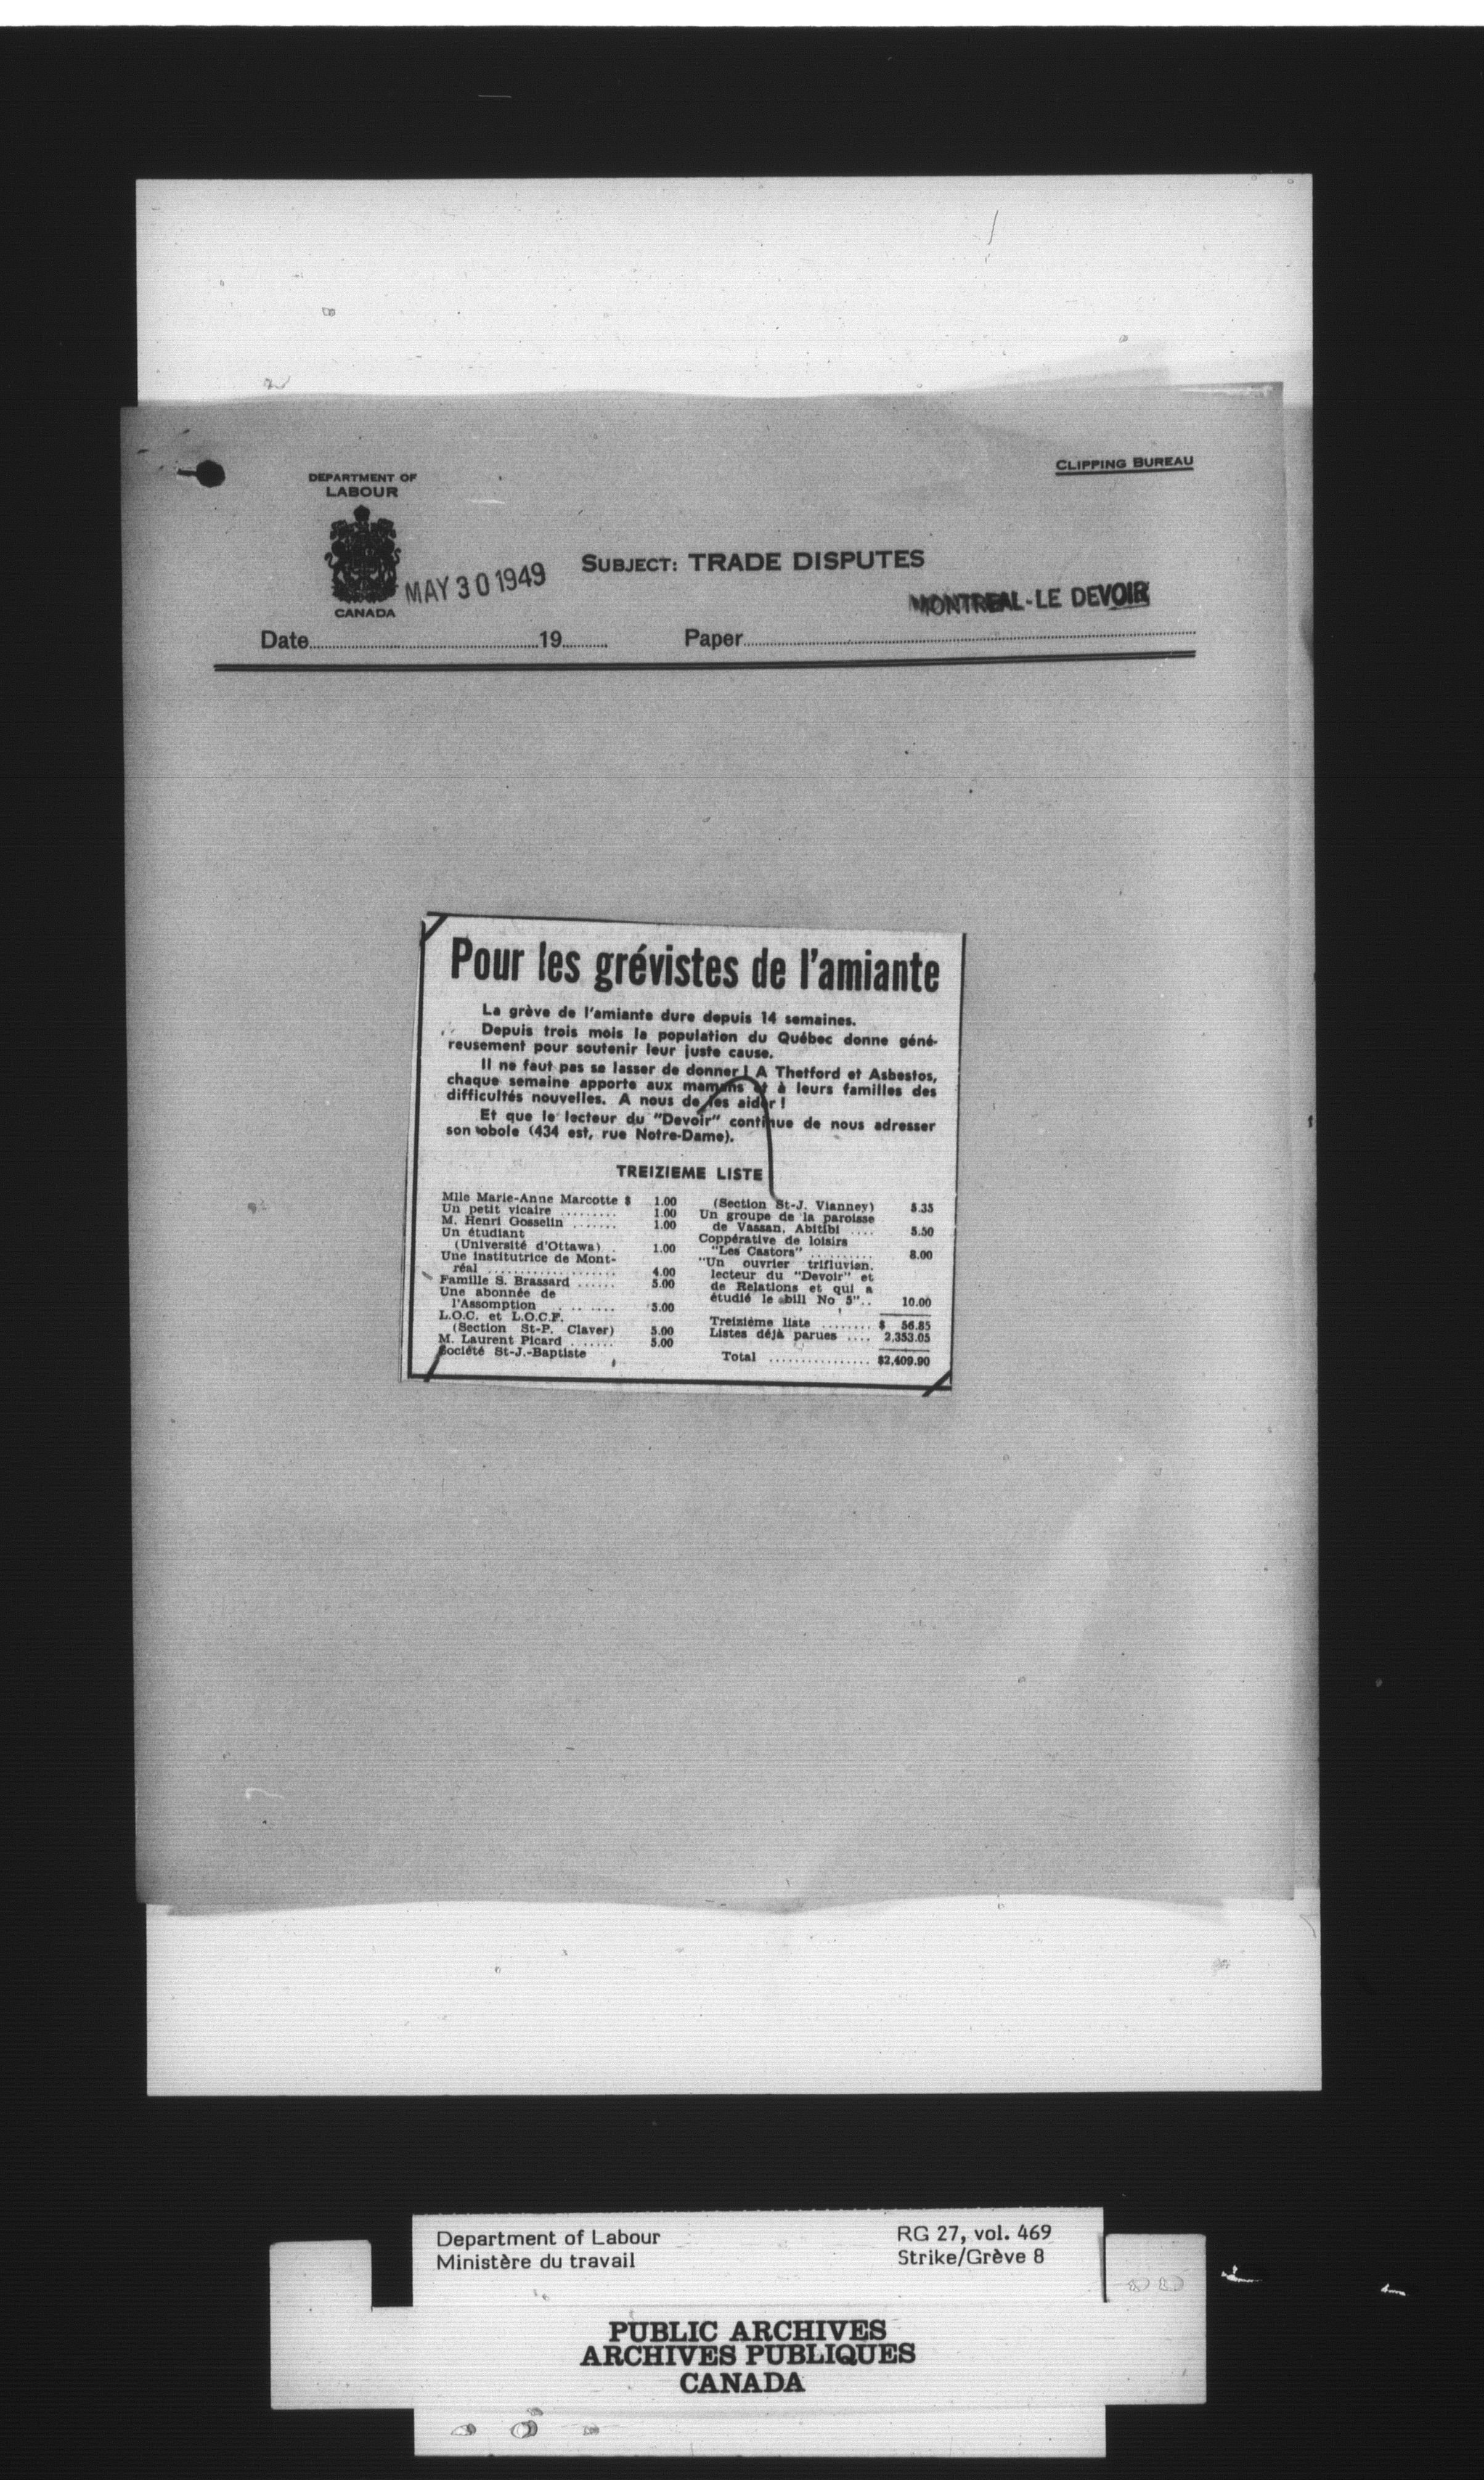 DEPARTMENT OF
LABOUR
CANADA
CLIPPING BUREAU
SUBJECT: TRADE DISPUTES
MAY 30 1949
MONTREAL-LE DEVOIR
Date 19 Paper
Pour les grévistes de l'amiante
La grève de l'amiante dure depuis 14 semaines.
Depuis trois mois la population du Québec donne géné-
reusement pour soutenir leur juste cause.
Il ne faut pas se lasser de donner ! A Thetford et Asbestos,
chaque semaine apporte aux mamans et à leurs familles des
difficultés nouvelles. A nous de les aider !
Et que le lecteur du "Devoir" continue de nous adresser
son obole (434 est, rue Notre-Dame).
TREIZIEME LISTE
Mlle Marie-Anne Marcotte $ 1.00
Un petit vicaire ......... 1.00
M. Henri Gosselin ....... 1.00
Un étudiant
(Université d'Ottawa) . 1.00
Une institutrice de Mont-
réal .................... 4.00
Famille S. Brassard ...... 5.00
Une abonnée de
l'Assomption . .. .... 5.00
L.O.C. et L.O.C.F.
(Section St-P. Claver) 5.00
M. Laurent Picard ....... 5.00
Société St-J.-Baptiste
(Section St-J. Vianney) 5.35
Un groupe de la paroisse
de Vassan, Abitibi .... 5.50
Coppérative de loisirs
"Les Castors" .......... 8.00
"Un ouvrier trifluvien.
lecteur du "Devoir" et
de Relations et qui a
étudié le bill No 5".. 10.00
Treizième liste ........ $ 56.85
Listes déjà parues .... 2,353.05
Total ................ $2,409.90
Department of Labour
Ministère du travail
RG 27, vol. 469
Strike/Grève 8
PUBLIC ARCHIVES
ARCHIVES PUBLIQUES
CANADA